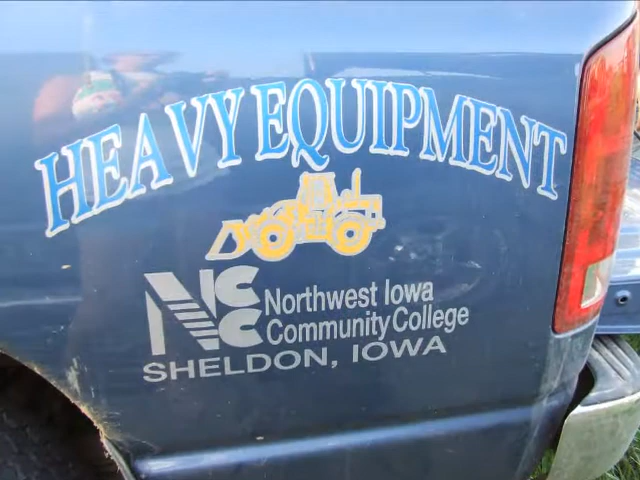 HEAVY EQUIPMENT
NCC
Northwest Iowa
Community College
SHELDON, IOWA